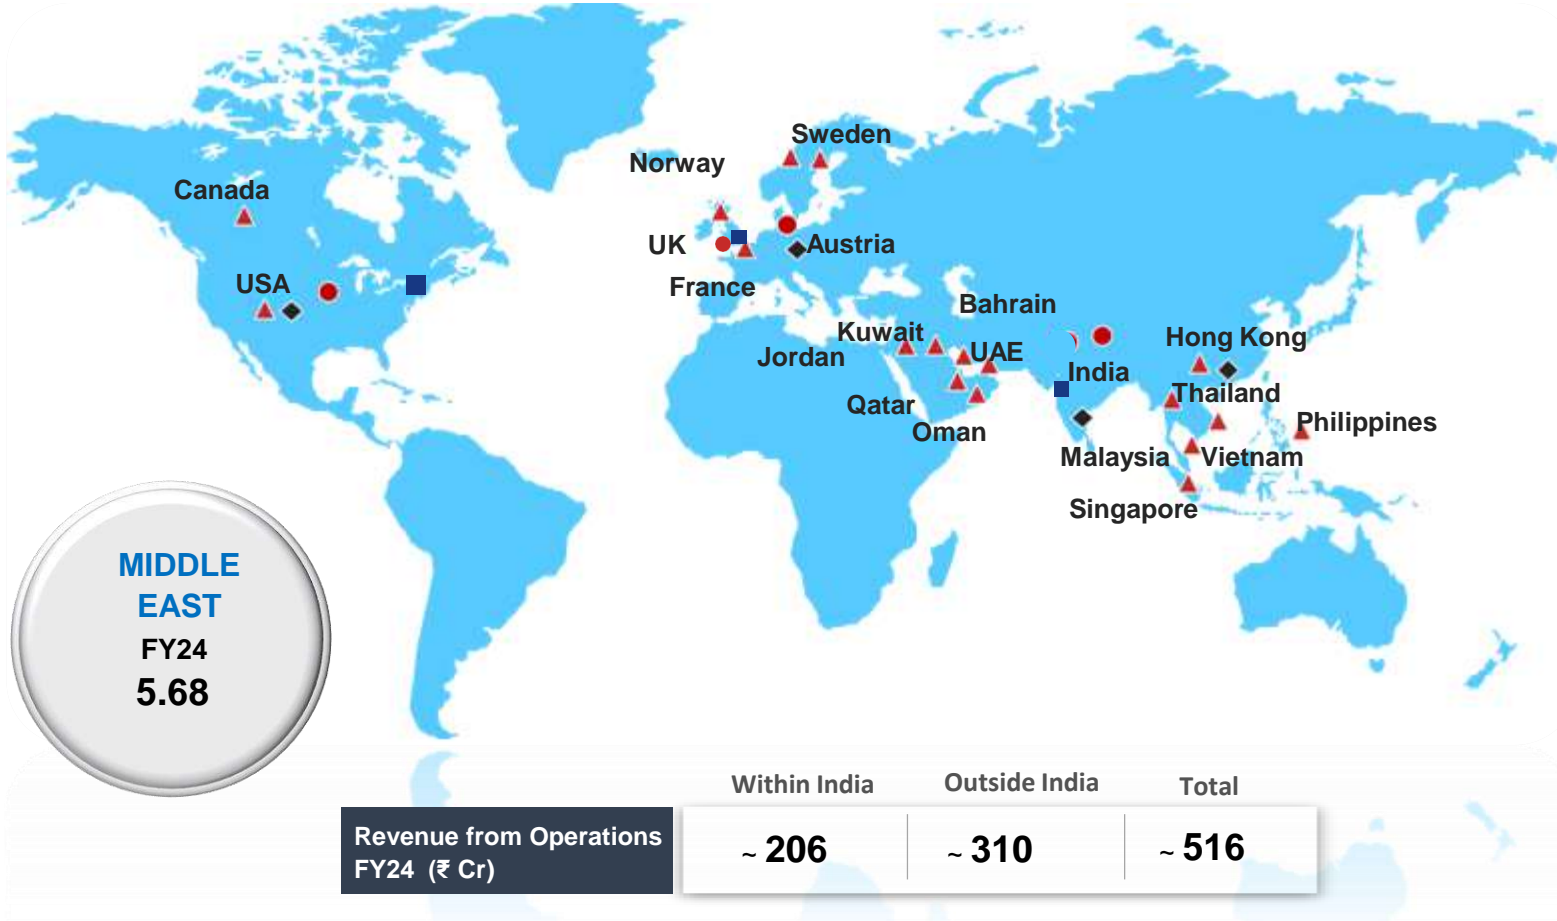 Sweden
Norway
Canada
UK
Austria
USA
France
Bahrain
Kuwait
Hong Kong
Jordan
UAE
India
Thailand
Qatar
Oman
Philippines
Malaysia
Vietnam
Singapore
MIDDLE
EAST
FY24
5.68
Within India Outside India Total
Revenue from Operations
FY24 (₹ Cr)
~ 206 ~ 310 ~ 516